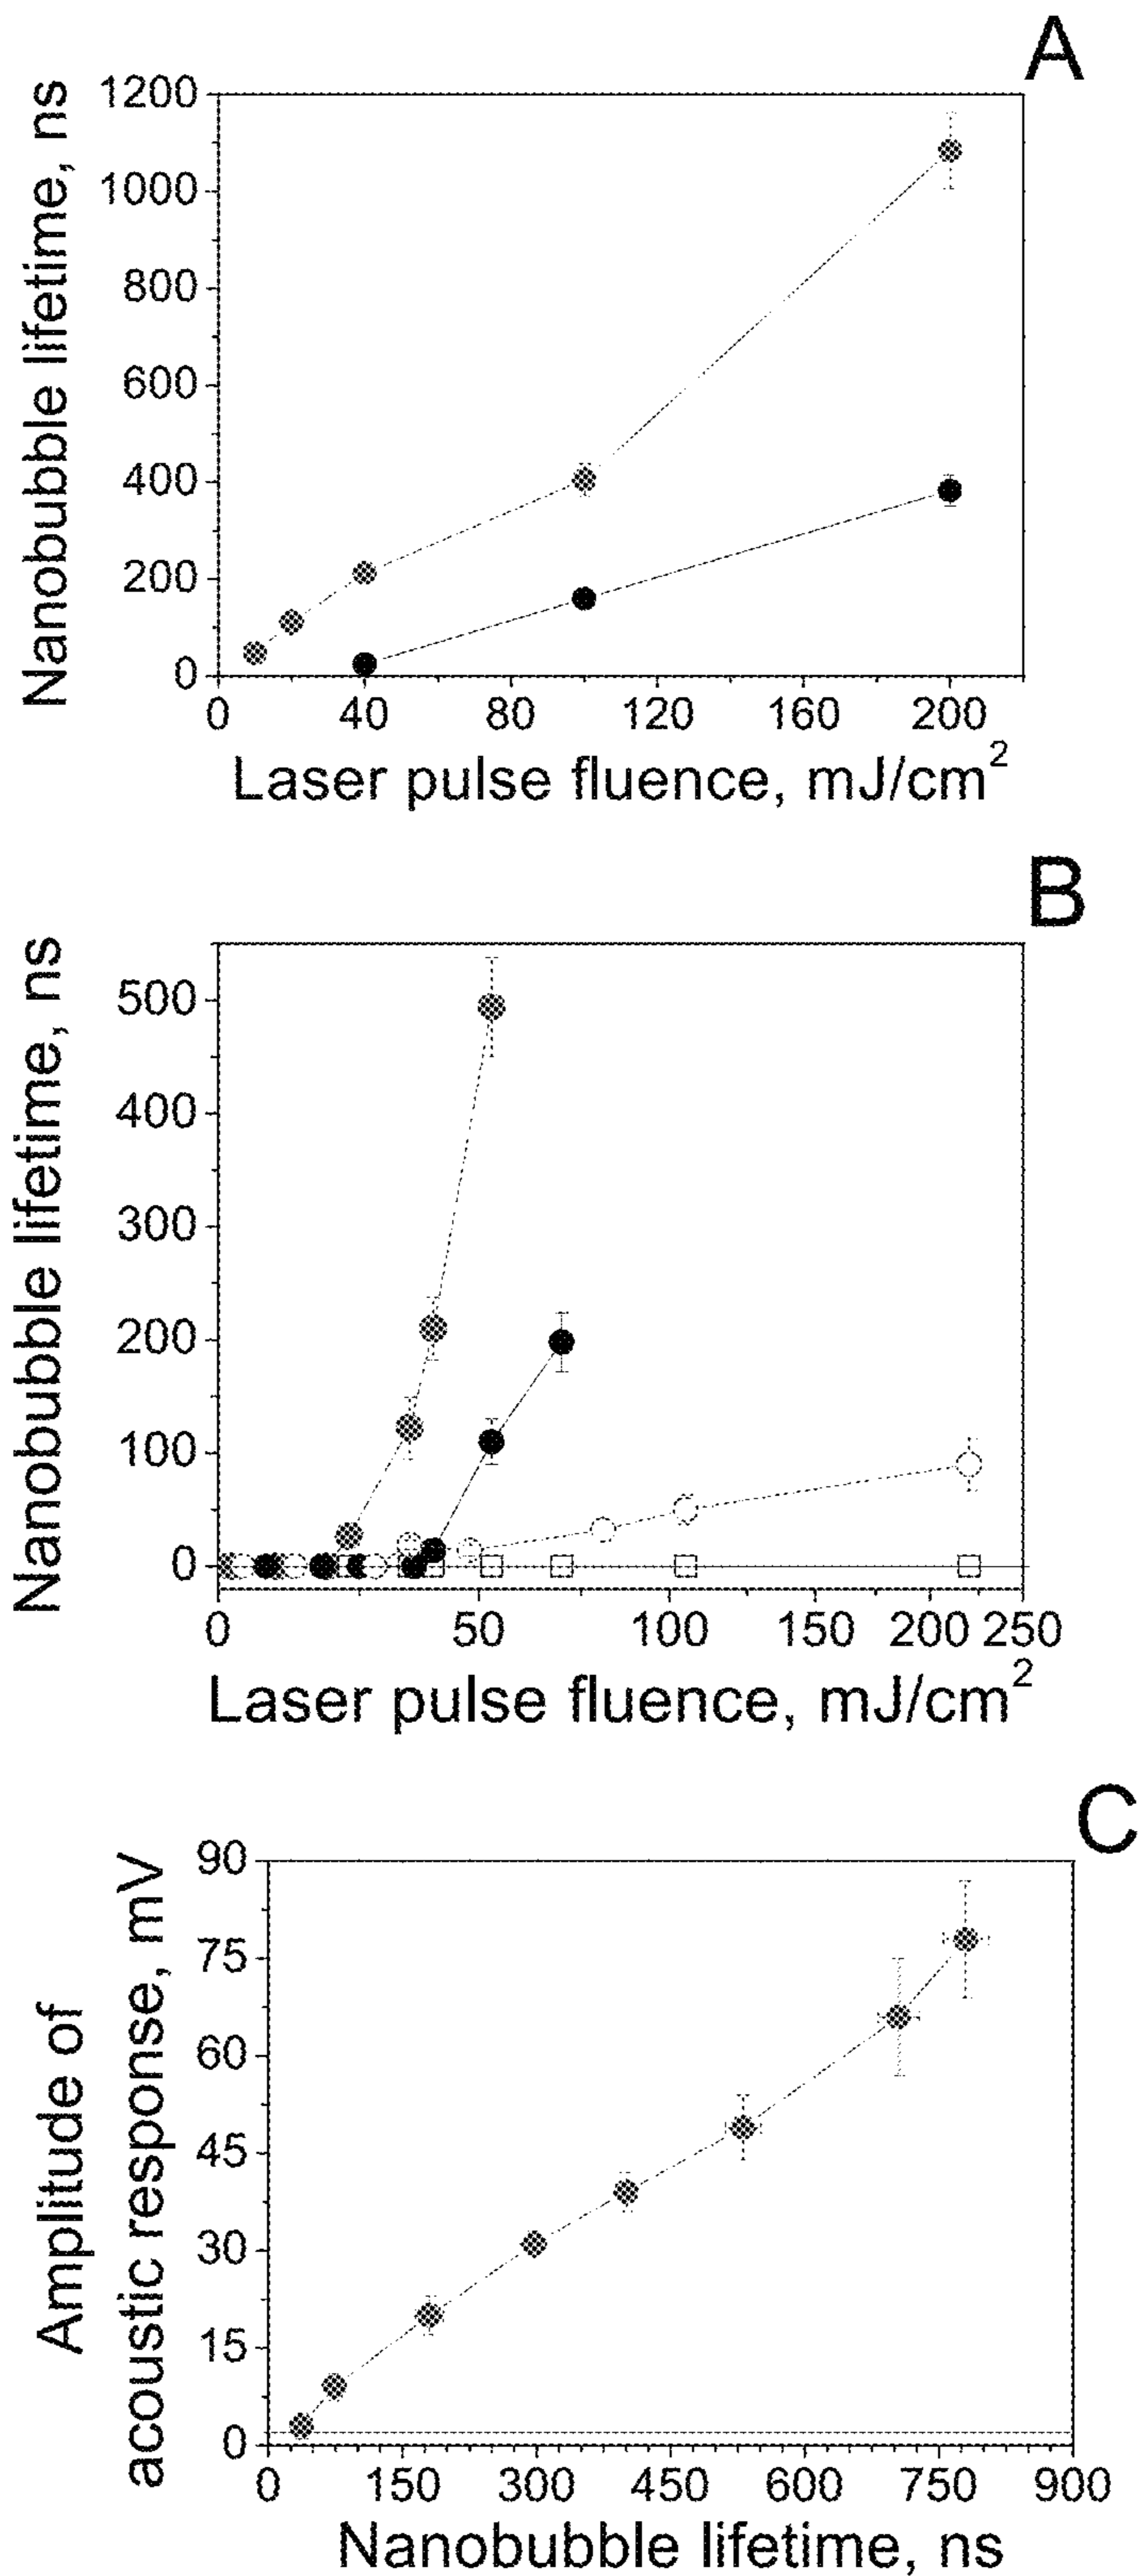 A
Nanobubble lifetime, ns
1200
1000
800
600
400
200
0
0 40 80 120 160 200
Laser pulse fluence, mJ/cm²
B
Nanobubble lifetime, ns
500
400
300
200
100
0
0 50 100 150 200 250
Laser pulse fluence, mJ/cm²
C
Amplitude of
acoustic response, mV
90
75
60
45
30
15
0
0 150 300 450 600 750 900
Nanobubble lifetime, ns